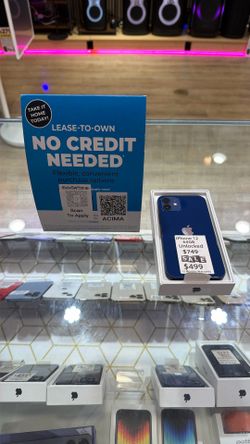 TAKE IT
HOME
TODAY!
LEASE-TO-OWN
NO CREDIT
NEEDED
Flexible, convenient
purchase options
Scan
To Apply
ACIMA
iPhone 12
64GB
Unlocked
$749
SALE
$499